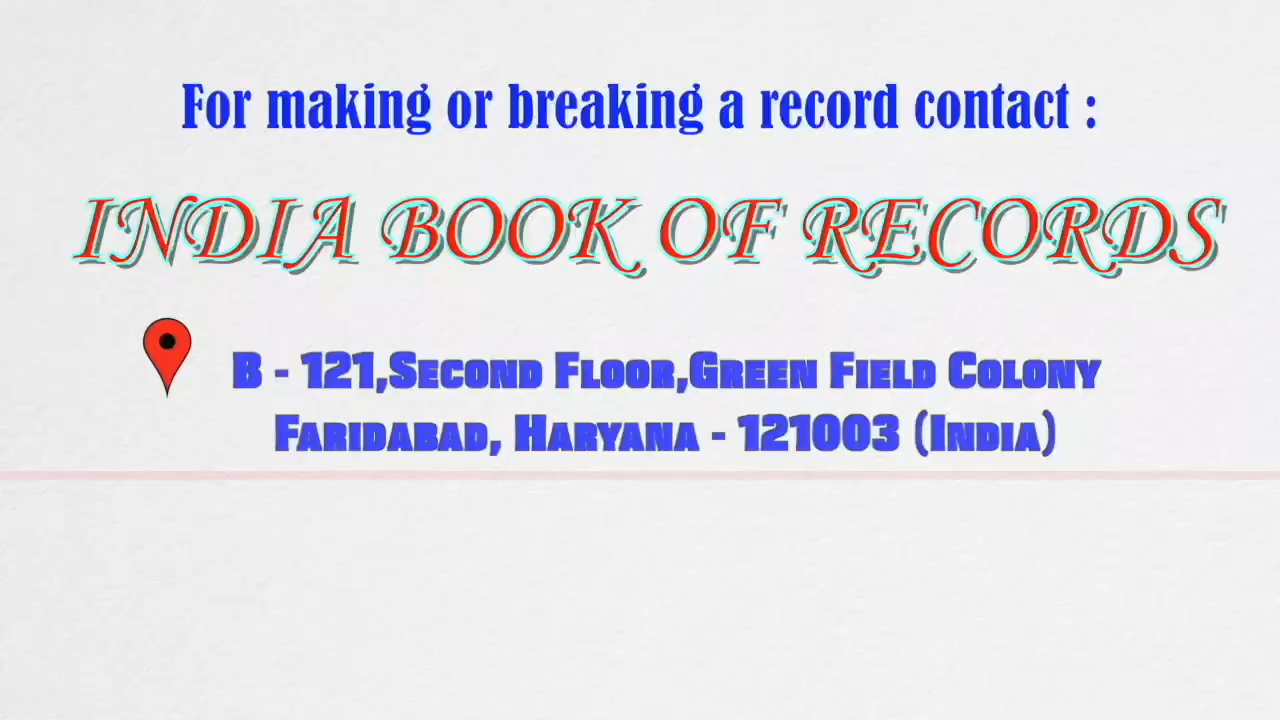 For making or breaking a record contact :
INDIA BOOK OF RECORDS
B - 121,Second Floor,Green Field Colony
Faridabad, Haryana - 121003 (India)